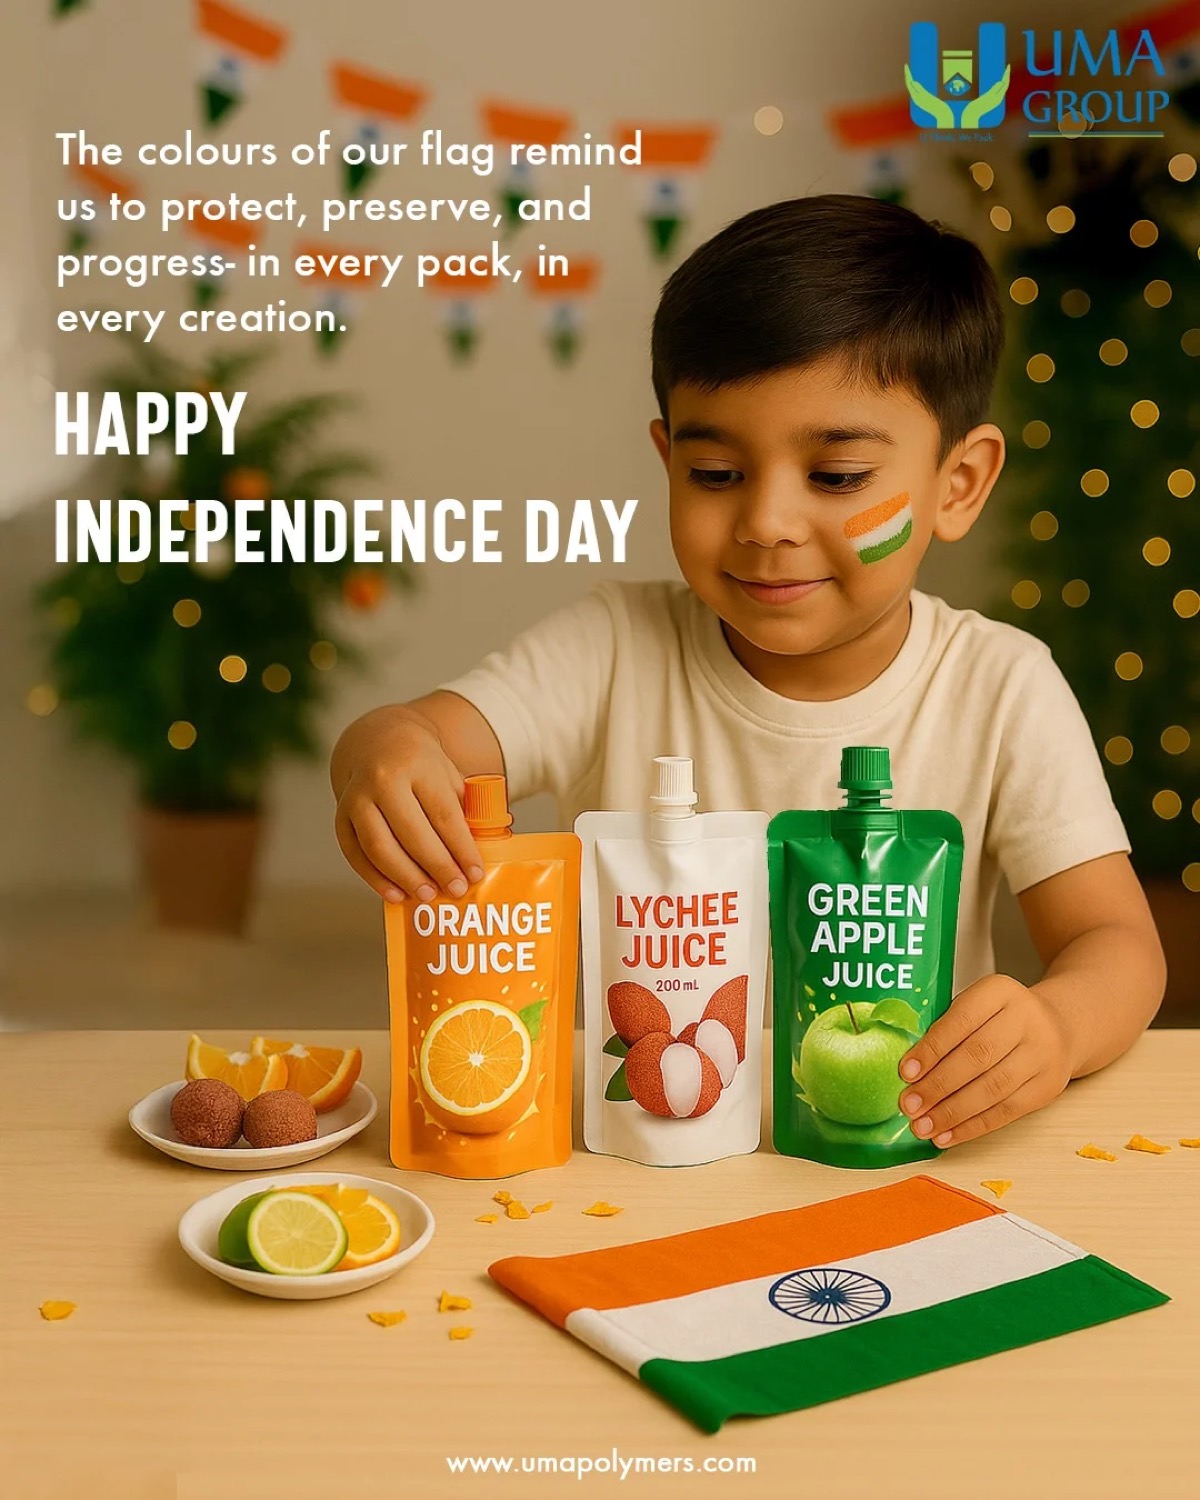 UMA
GROUP
The colours of our flag remind
us to protect, preserve, and
progress- in every pack, in
every creation.
HAPPY
INDEPENDENCE DAY
ORANGE
JUICE
LYCHEE
JUICE
200 mL
GREEN
APPLE
JUICE
www.umapolymers.com